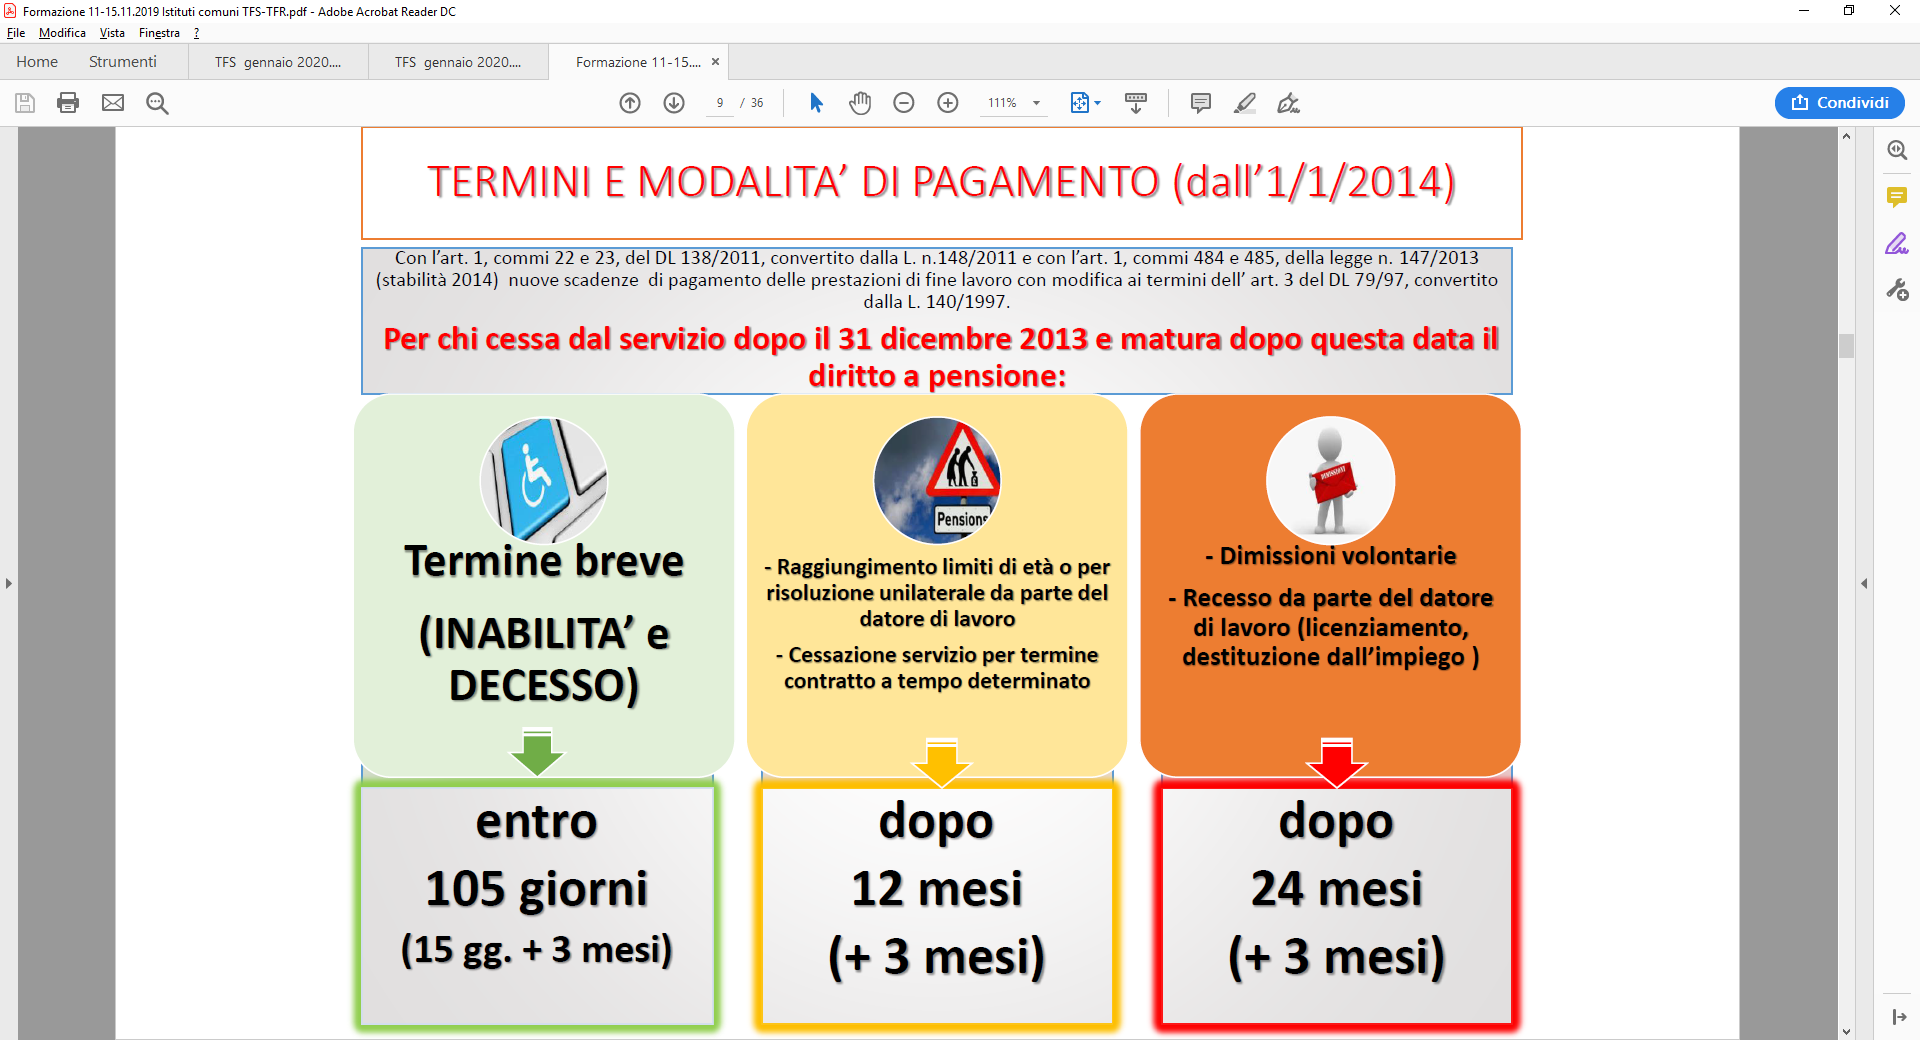 Formazione 11-15.11.2019 Istituti comuni TFS-TFR.pdf - Adobe Acrobat Reader DC
File Modifica Vista Finestra ?
Home Strumenti TFS gennaio 2020.... TFS gennaio 2020.... Formazione 11-15.... ×
9 / 36 111% Condividi
TERMINI E MODALITA’ DI PAGAMENTO (dall’1/1/2014)
Con l’art. 1, commi 22 e 23, del DL 138/2011, convertito dalla L. n.148/2011 e con l’art. 1, commi 484 e 485, della legge n. 147/2013
(stabilità 2014) nuove scadenze di pagamento delle prestazioni di fine lavoro con modifica ai termini dell’ art. 3 del DL 79/97, convertito
dalla L. 140/1997.
Per chi cessa dal servizio dopo il 31 dicembre 2013 e matura dopo questa data il
diritto a pensione:
Termine breve
(INABILITA’ e
DECESSO)
entro
105 giorni
(15 gg. + 3 mesi)
Pensions
- Raggiungimento limiti di età o per
risoluzione unilaterale da parte del
datore di lavoro
- Cessazione servizio per termine
contratto a tempo determinato
dopo
12 mesi
(+ 3 mesi)
DIMISSIONI
- Dimissioni volontarie
- Recesso da parte del datore
di lavoro (licenziamento,
destituzione dall’impiego )
dopo
24 mesi
(+ 3 mesi)